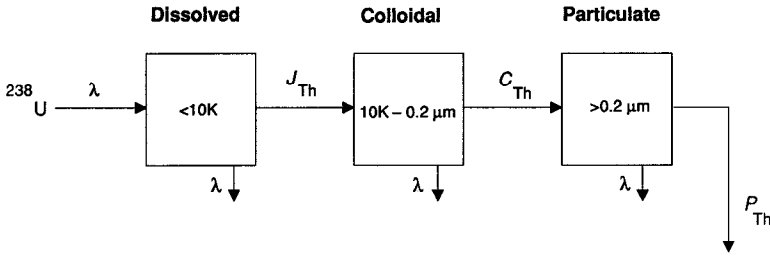 Dissolved Colloidal Particulate
238U λ <10K J Th 10K – 0.2 μm C Th >0.2 μm
λ λ λ
P Th